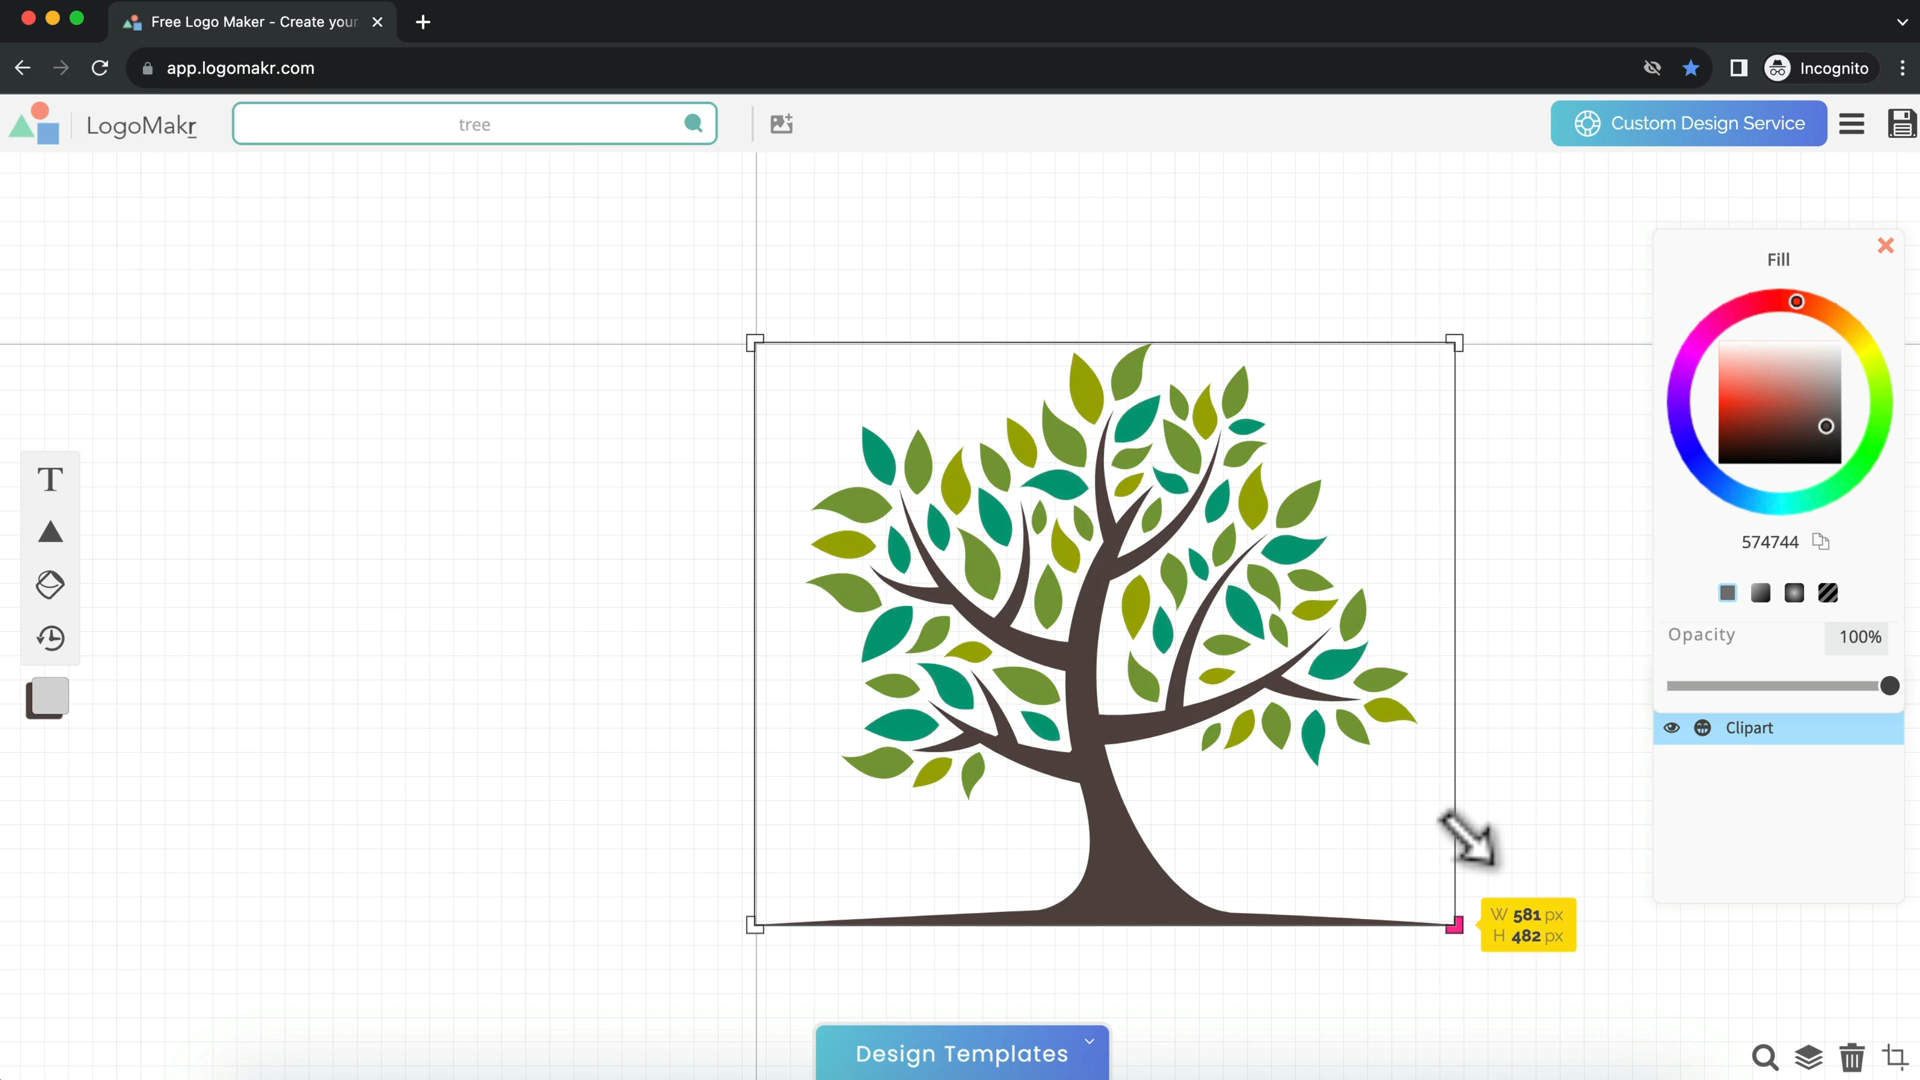 Free Logo Maker - Create your
app.logomakr.com
Incognito
LogoMakr
tree
Custom Design Service
Fill
574744
Opacity
100%
Clipart
T
W 581 px
H 482 px
Design Templates